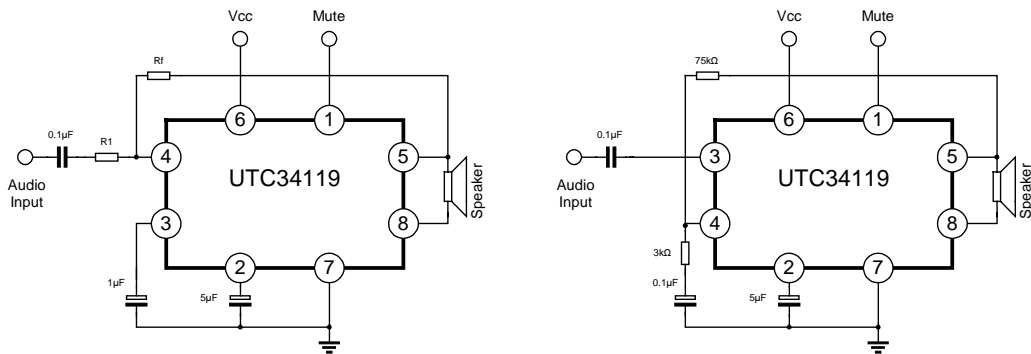 Vcc
Mute
Rf
0.1µF
R1
6
1
4
5
UTC34119
Audio
Input
3
8
Speaker
2
7
1µF
5µF
Vcc
Mute
75kΩ
0.1µF
6
1
3
5
UTC34119
Audio
Input
4
8
Speaker
3kΩ
2
7
0.1µF
5µF